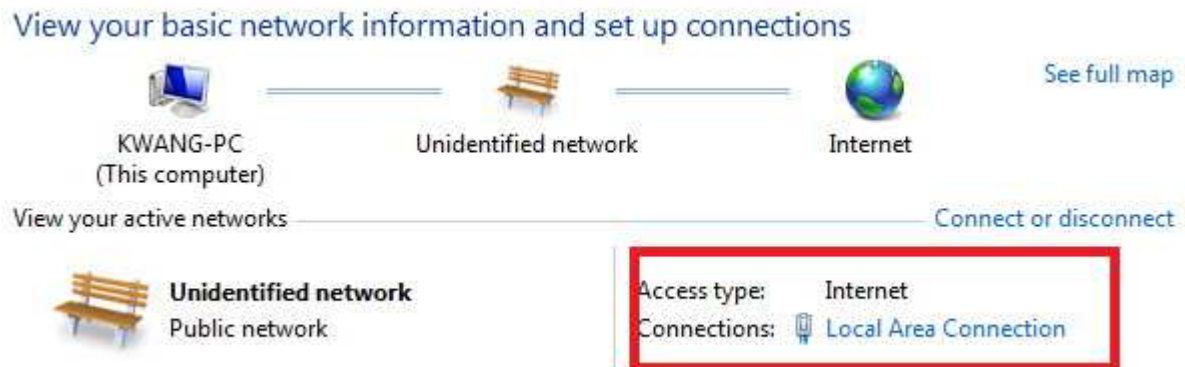 View your basic network information and set up connections
See full map
KWANG-PC
(This computer)
Unidentified network
Internet
View your active networks
Connect or disconnect
Unidentified network
Public network
Access type: Internet
Connections: Local Area Connection